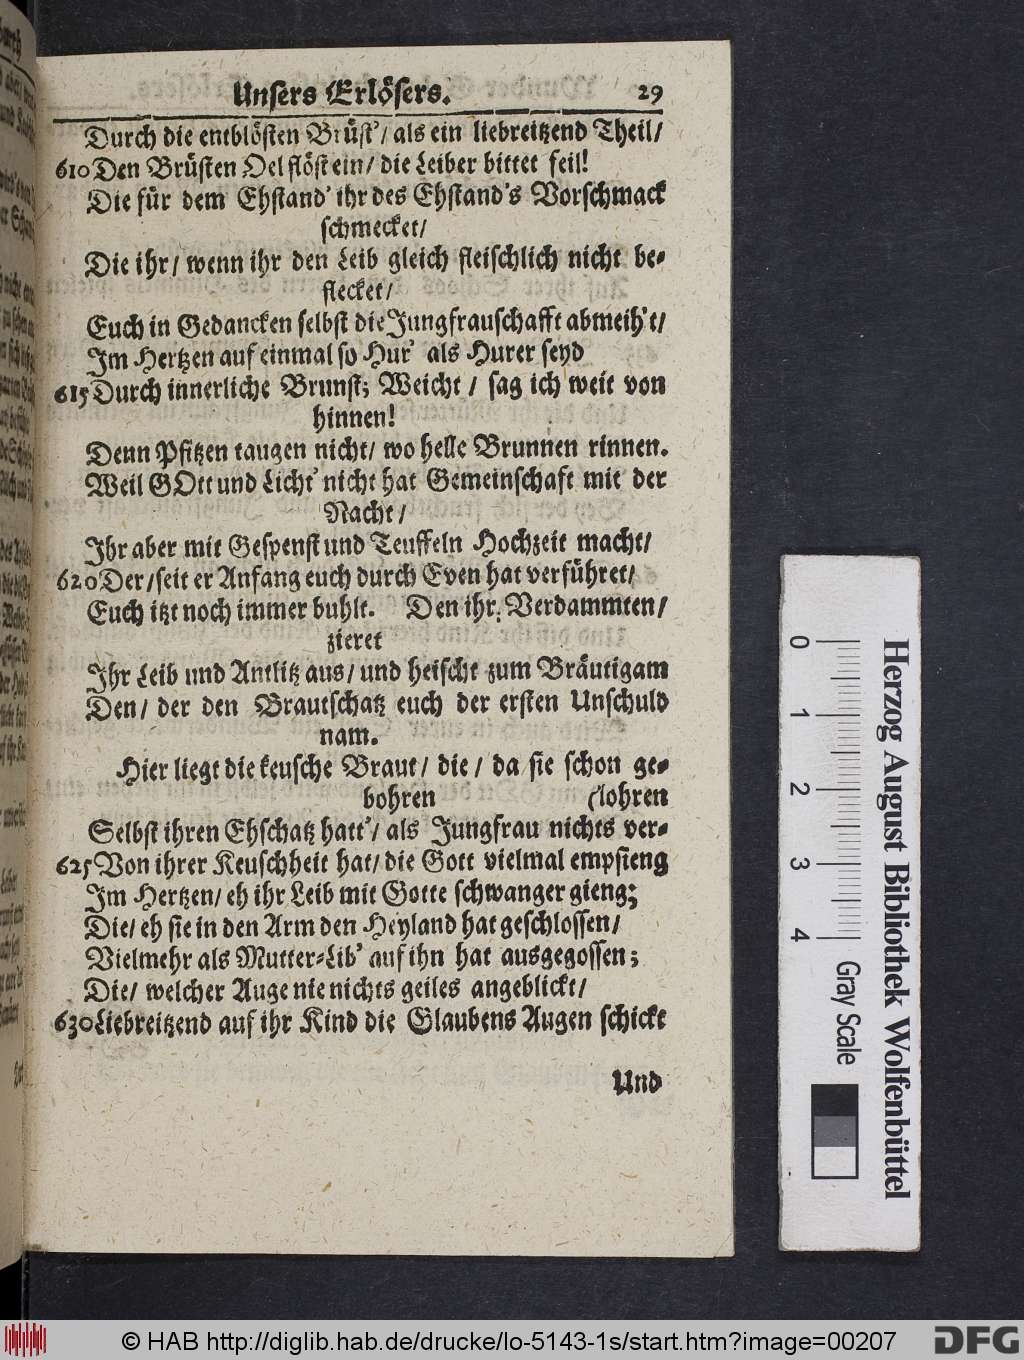 Unsers Erlösers. 29
Durch die entblösten Brüst'/ als ein liebreitzend Theil/
610 Den Brüsten Oel flöst ein/ die Leiber bittet feil!
Die für dem Ehstand' ihr des Ehstand's Vorschmack
schmecket/
Die ihr/ wenn ihr den Leib gleich fleischlich nicht be-
flecket/
Euch in Gedancken selbst die Jungfrauschafft abmeih't/
Im Hertzen auf einmal so Hur' als Hurer seyd
615 Durch innerliche Brunst; Weicht / sag ich weit von
hinnen!
Denn Pfitzen taugen nicht/ wo helle Brunnen rinnen.
Weil GOtt und Licht' nicht hat Gemeinschaft mit der
Nacht/
Ihr aber mit Gespenst und Teuffeln Hochzeit macht/
620 Der/ seit er Anfang euch durch Even hat verführet/
Euch itzt noch immer buhlt. Den ihr, Verdammten/
zieret
Ihr Leib und Antlitz aus/ und heischt zum Bräutigam
Den/ der den Brautschatz euch der ersten Unschuld
nam.
Hier liegt die keusche Braut/ die/ da sie schon ge-
bohren (lohren
Selbst ihren Ehschatz hatt'/ als Jungfrau nichts ver-
625 Von ihrer Keuschheit hat/ die Gott vielmal empfieng
Im Hertzen/ eh ihr Leib mit Gotte schwanger gieng;
Die/ eh sie in den Arm den Heyland hat geschlossen/
Vielmehr als Mutter-Lib' auf ihn hat ausgegossen;
Die/ welcher Auge nie nichts geiles angeblickt/
630 Liebreitzend auf ihr Kind die Glaubens Augen schickt
Und
0 1 2 3 4
Gray Scale
Herzog August Bibliothek Wolfenbüttel
© HAB http://diglib.hab.de/drucke/lo-5143-1s/start.htm?image=00207
DFG